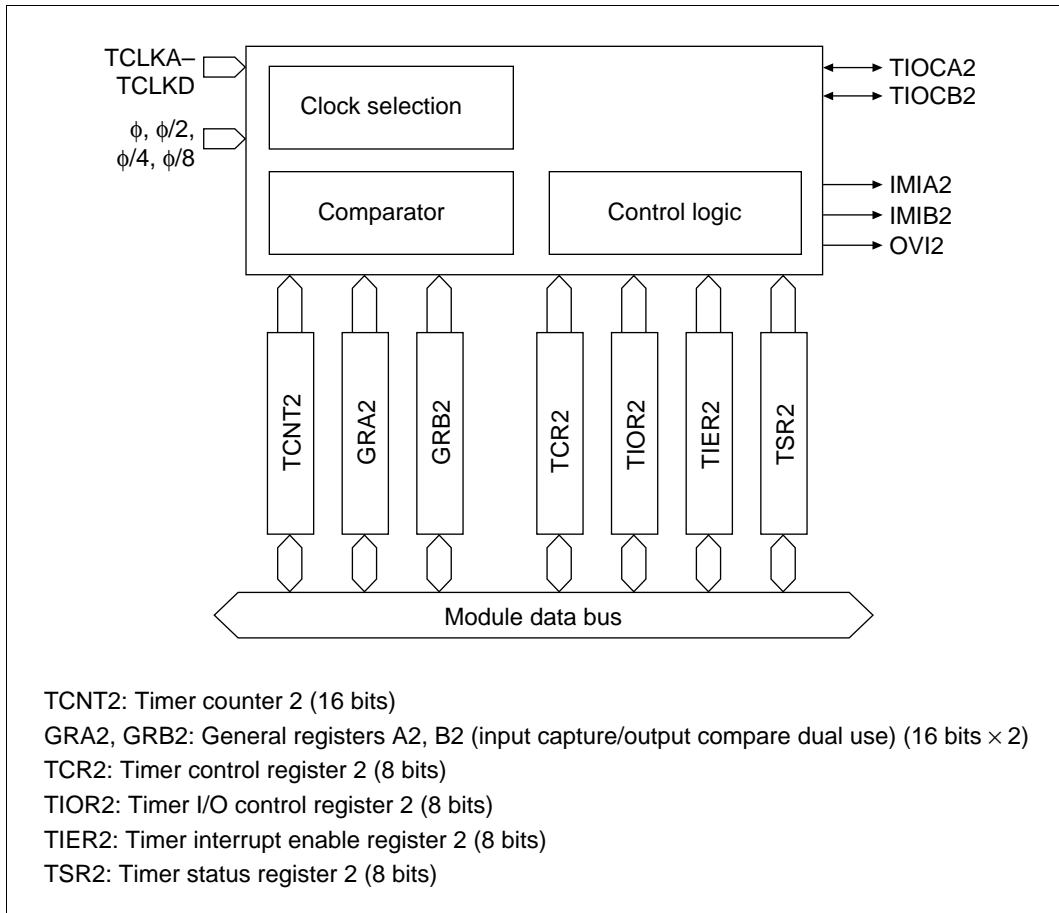 TCLKA–
TCLKD
ϕ, ϕ/2,
ϕ/4, ϕ/8
Clock selection
Comparator
Control logic
TIOCA2
TIOCB2
IMIA2
IMIB2
OVI2
TCNT2
GRA2
GRB2
TCR2
TIOR2
TIER2
TSR2
Module data bus
TCNT2: Timer counter 2 (16 bits)
GRA2, GRB2: General registers A2, B2 (input capture/output compare dual use) (16 bits × 2)
TCR2: Timer control register 2 (8 bits)
TIOR2: Timer I/O control register 2 (8 bits)
TIER2: Timer interrupt enable register 2 (8 bits)
TSR2: Timer status register 2 (8 bits)